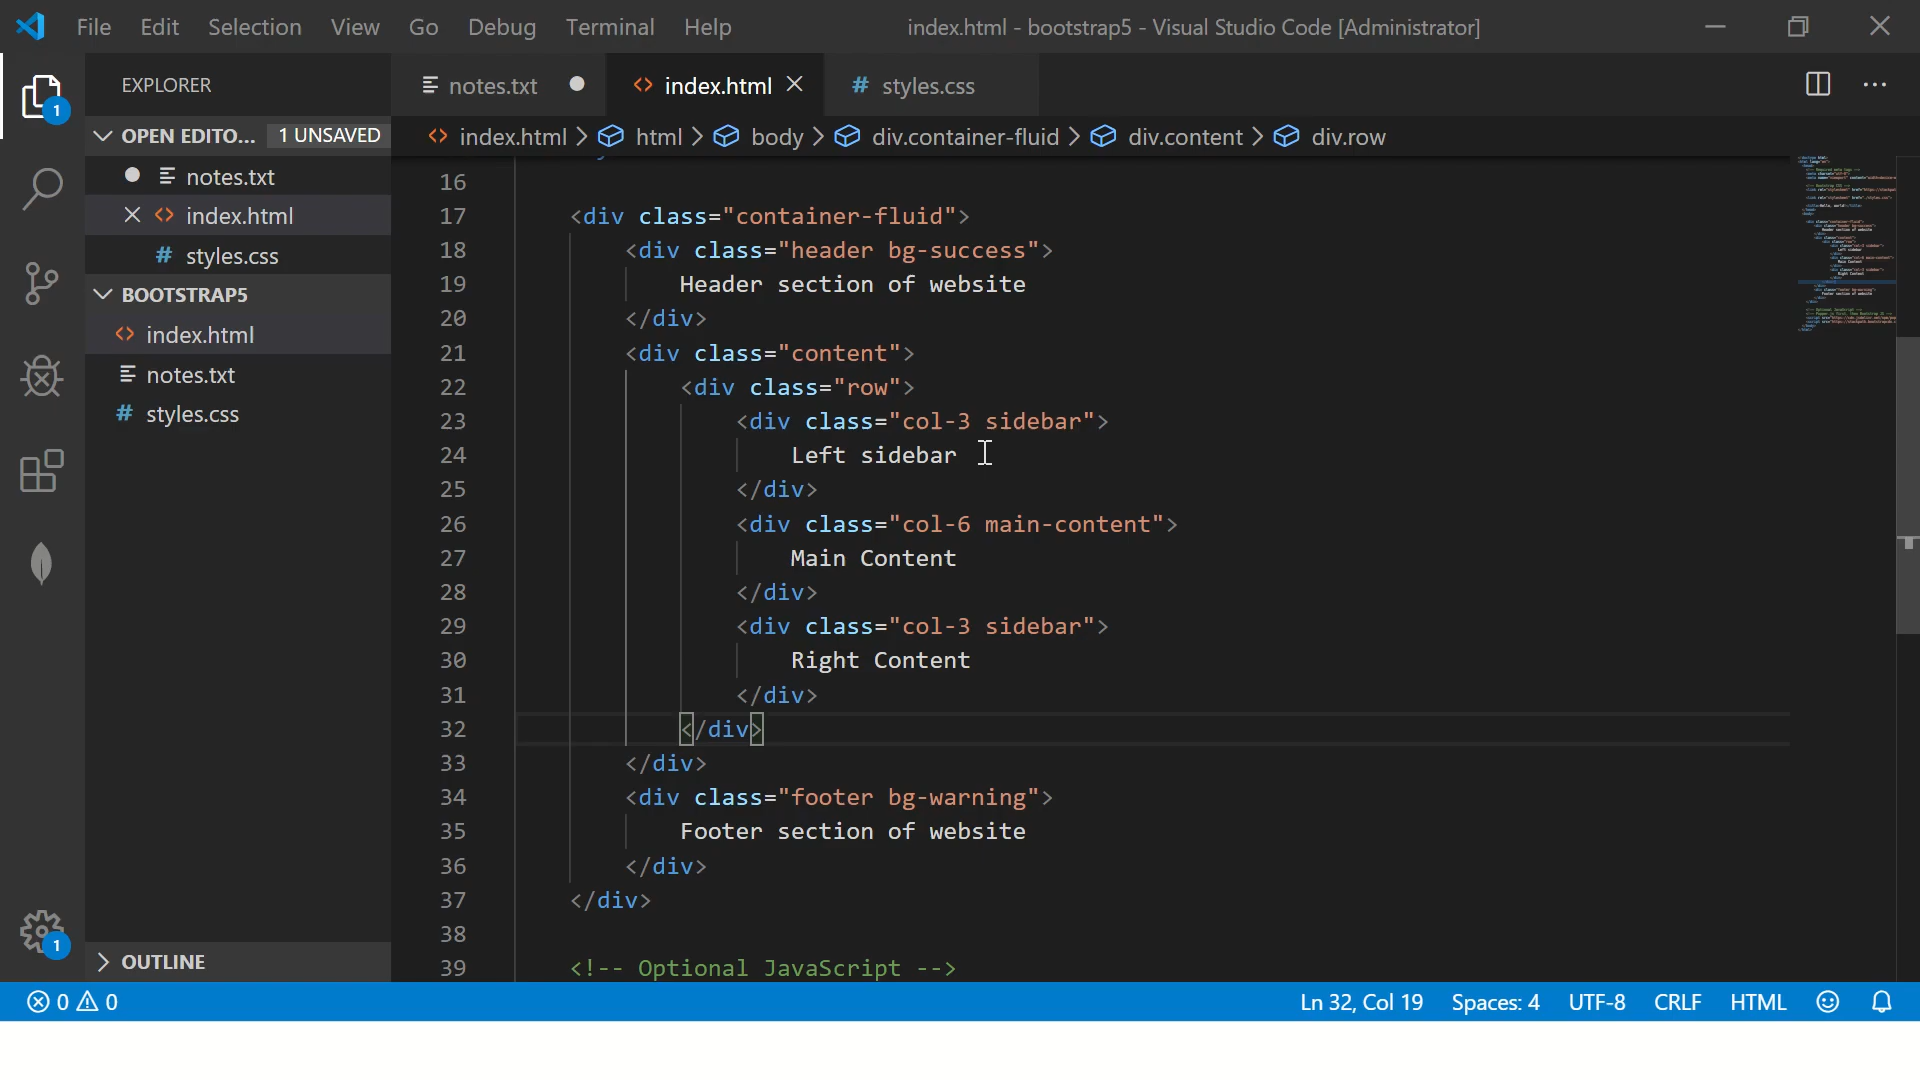 File Edit Selection View Go Debug Terminal Help index.html - bootstrap5 - Visual Studio Code [Administrator]
EXPLORER
notes.txt index.html styles.css
OPEN EDITO... 1 UNSAVED
index.html html body div.container-fluid div.content div.row
notes.txt
index.html
styles.css
BOOTSTRAP5
index.html
notes.txt
styles.css
OUTLINE
1
1
16
17 <div class="container-fluid">
18 <div class="header bg-success">
19 Header section of website
20 </div>
21 <div class="content">
22 <div class="row">
23 <div class="col-3 sidebar">
24 Left sidebar
25 </div>
26 <div class="col-6 main-content">
27 Main Content
28 </div>
29 <div class="col-3 sidebar">
30 Right Content
31 </div>
32 </div>
33 </div>
34 <div class="footer bg-warning">
35 Footer section of website
36 </div>
37 </div>
38
39 <!-- Optional JavaScript -->
0 0 Ln 32, Col 19 Spaces: 4 UTF-8 CRLF HTML